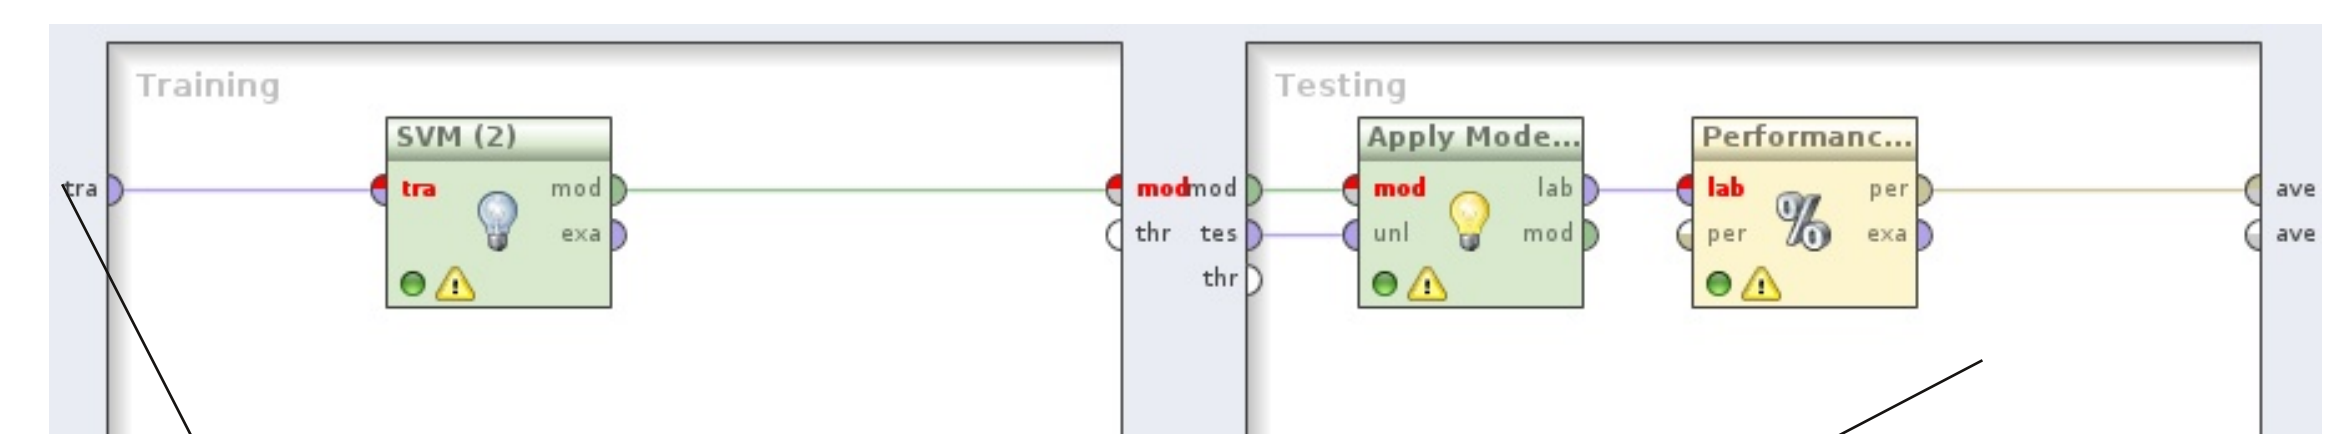 Training
Testing
SVM (2)
Apply Mode...
Performanc...
tra
tra
mod
mod
mod
mod
lab
lab
per
ave
exa
thr
tes
unl
mod
per
exa
ave
thr